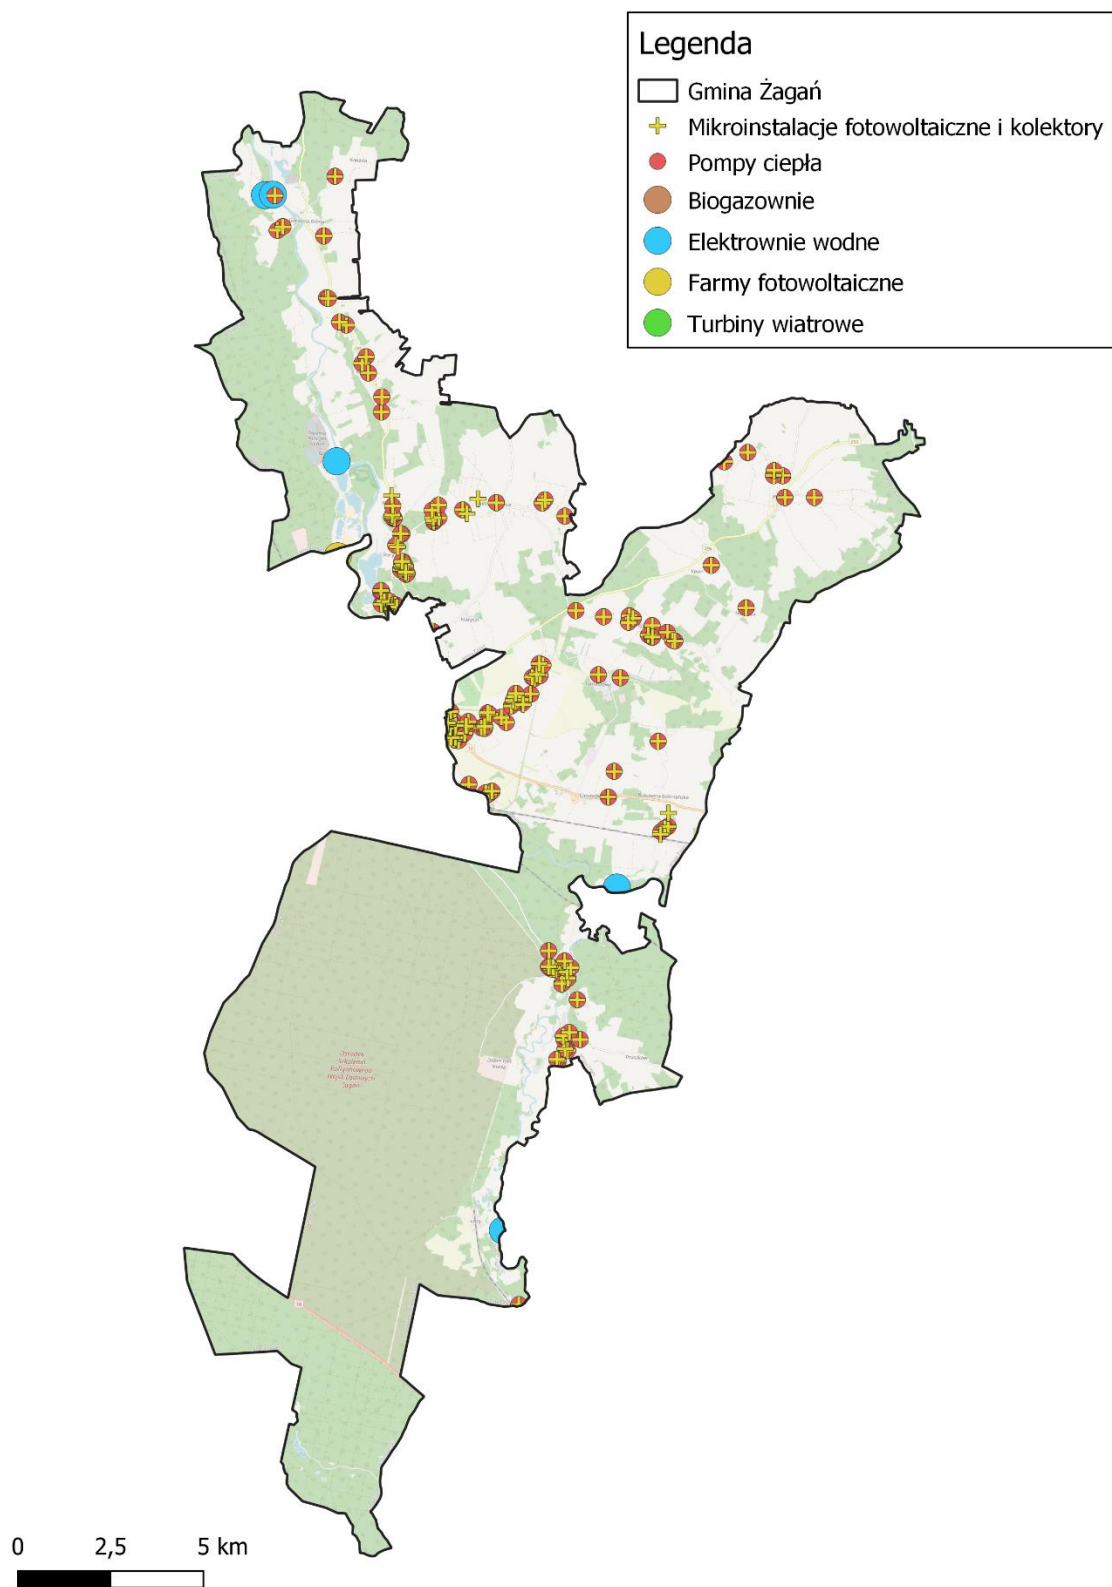 Legenda
Gmina Żagań
Mikroinstalacje fotowoltaiczne i kolektory
Pompy ciepła
Biogazownie
Elektrownie wodne
Farmy fotowoltaiczne
Turbiny wiatrowe
0 2,5 5 km